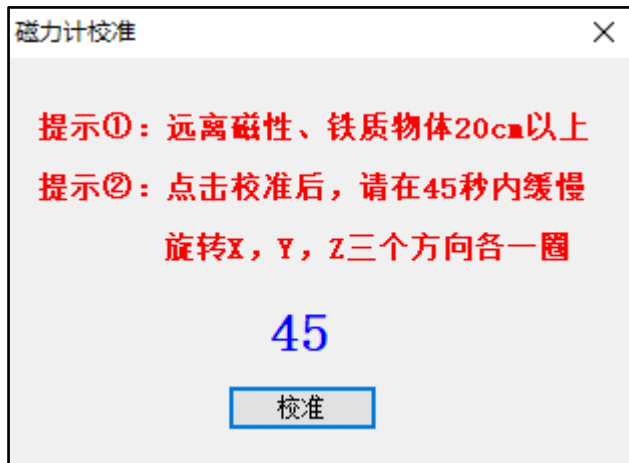 磁力计校准
提示①：远离磁性、铁质物体20cm以上
提示②：点击校准后，请在45秒内缓慢
旋转X，Y，Z三个方向各一圈
45
校准